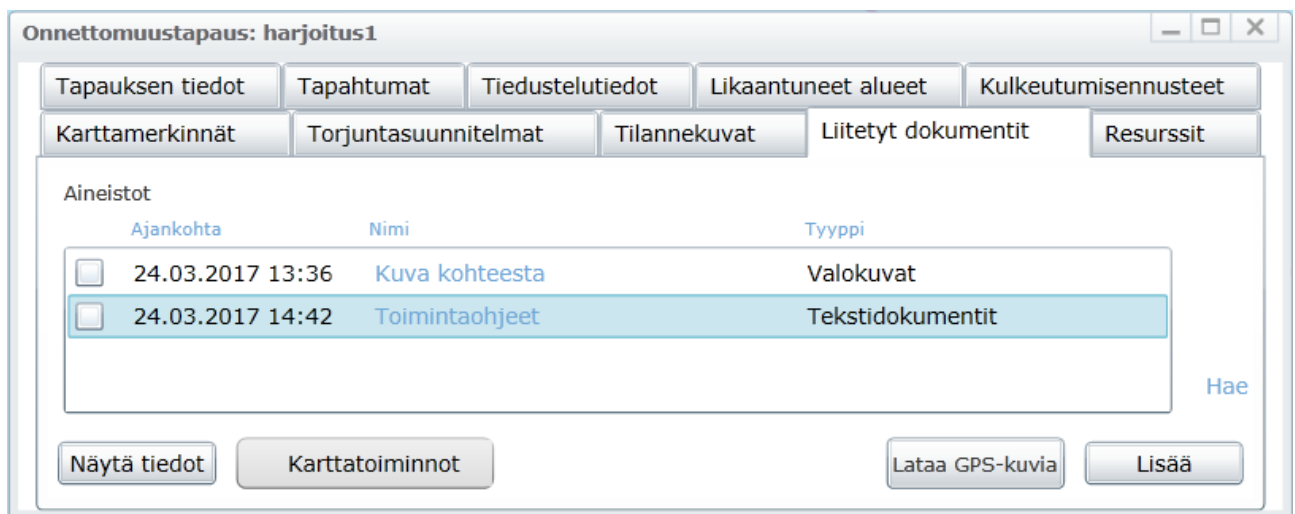 Onnettomuustapaus: harjoitus1
Tapauksen tiedot Tapahtumat Tiedustelutiedot Likaantuneet alueet Kulkeutumisennusteet
Karttamerkinnät Torjuntasuunnitelmat Tilannekuvat Liitetyt dokumentit Resurssit
Aineistot
Ajankohta Nimi Tyyppi
24.03.2017 13:36 Kuva kohteesta Valokuvat
24.03.2017 14:42 Toimintaohjeet Tekstidokumentit
Hae
Näytä tiedot Karttatoiminnot Lataa GPS-kuvia Lisää